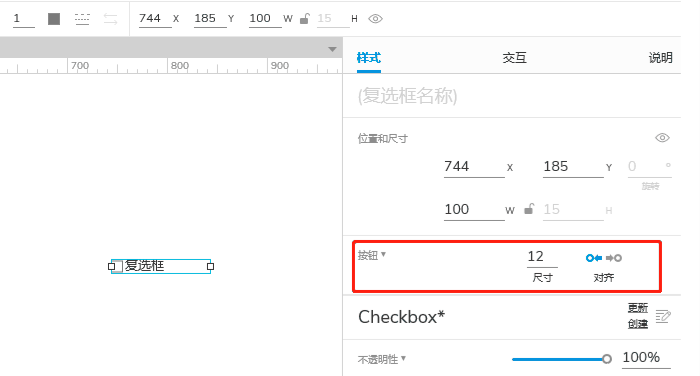 1 744 X 185 Y 100 W 15 H
700 800 900
样式 交互 说明
(复选框名称)
位置和尺寸
744 X 185 Y 0 °
旋转
100 W 15 H
复选框
按钮 12
尺寸 对齐
Checkbox* 更新
创建
不透明性 100%